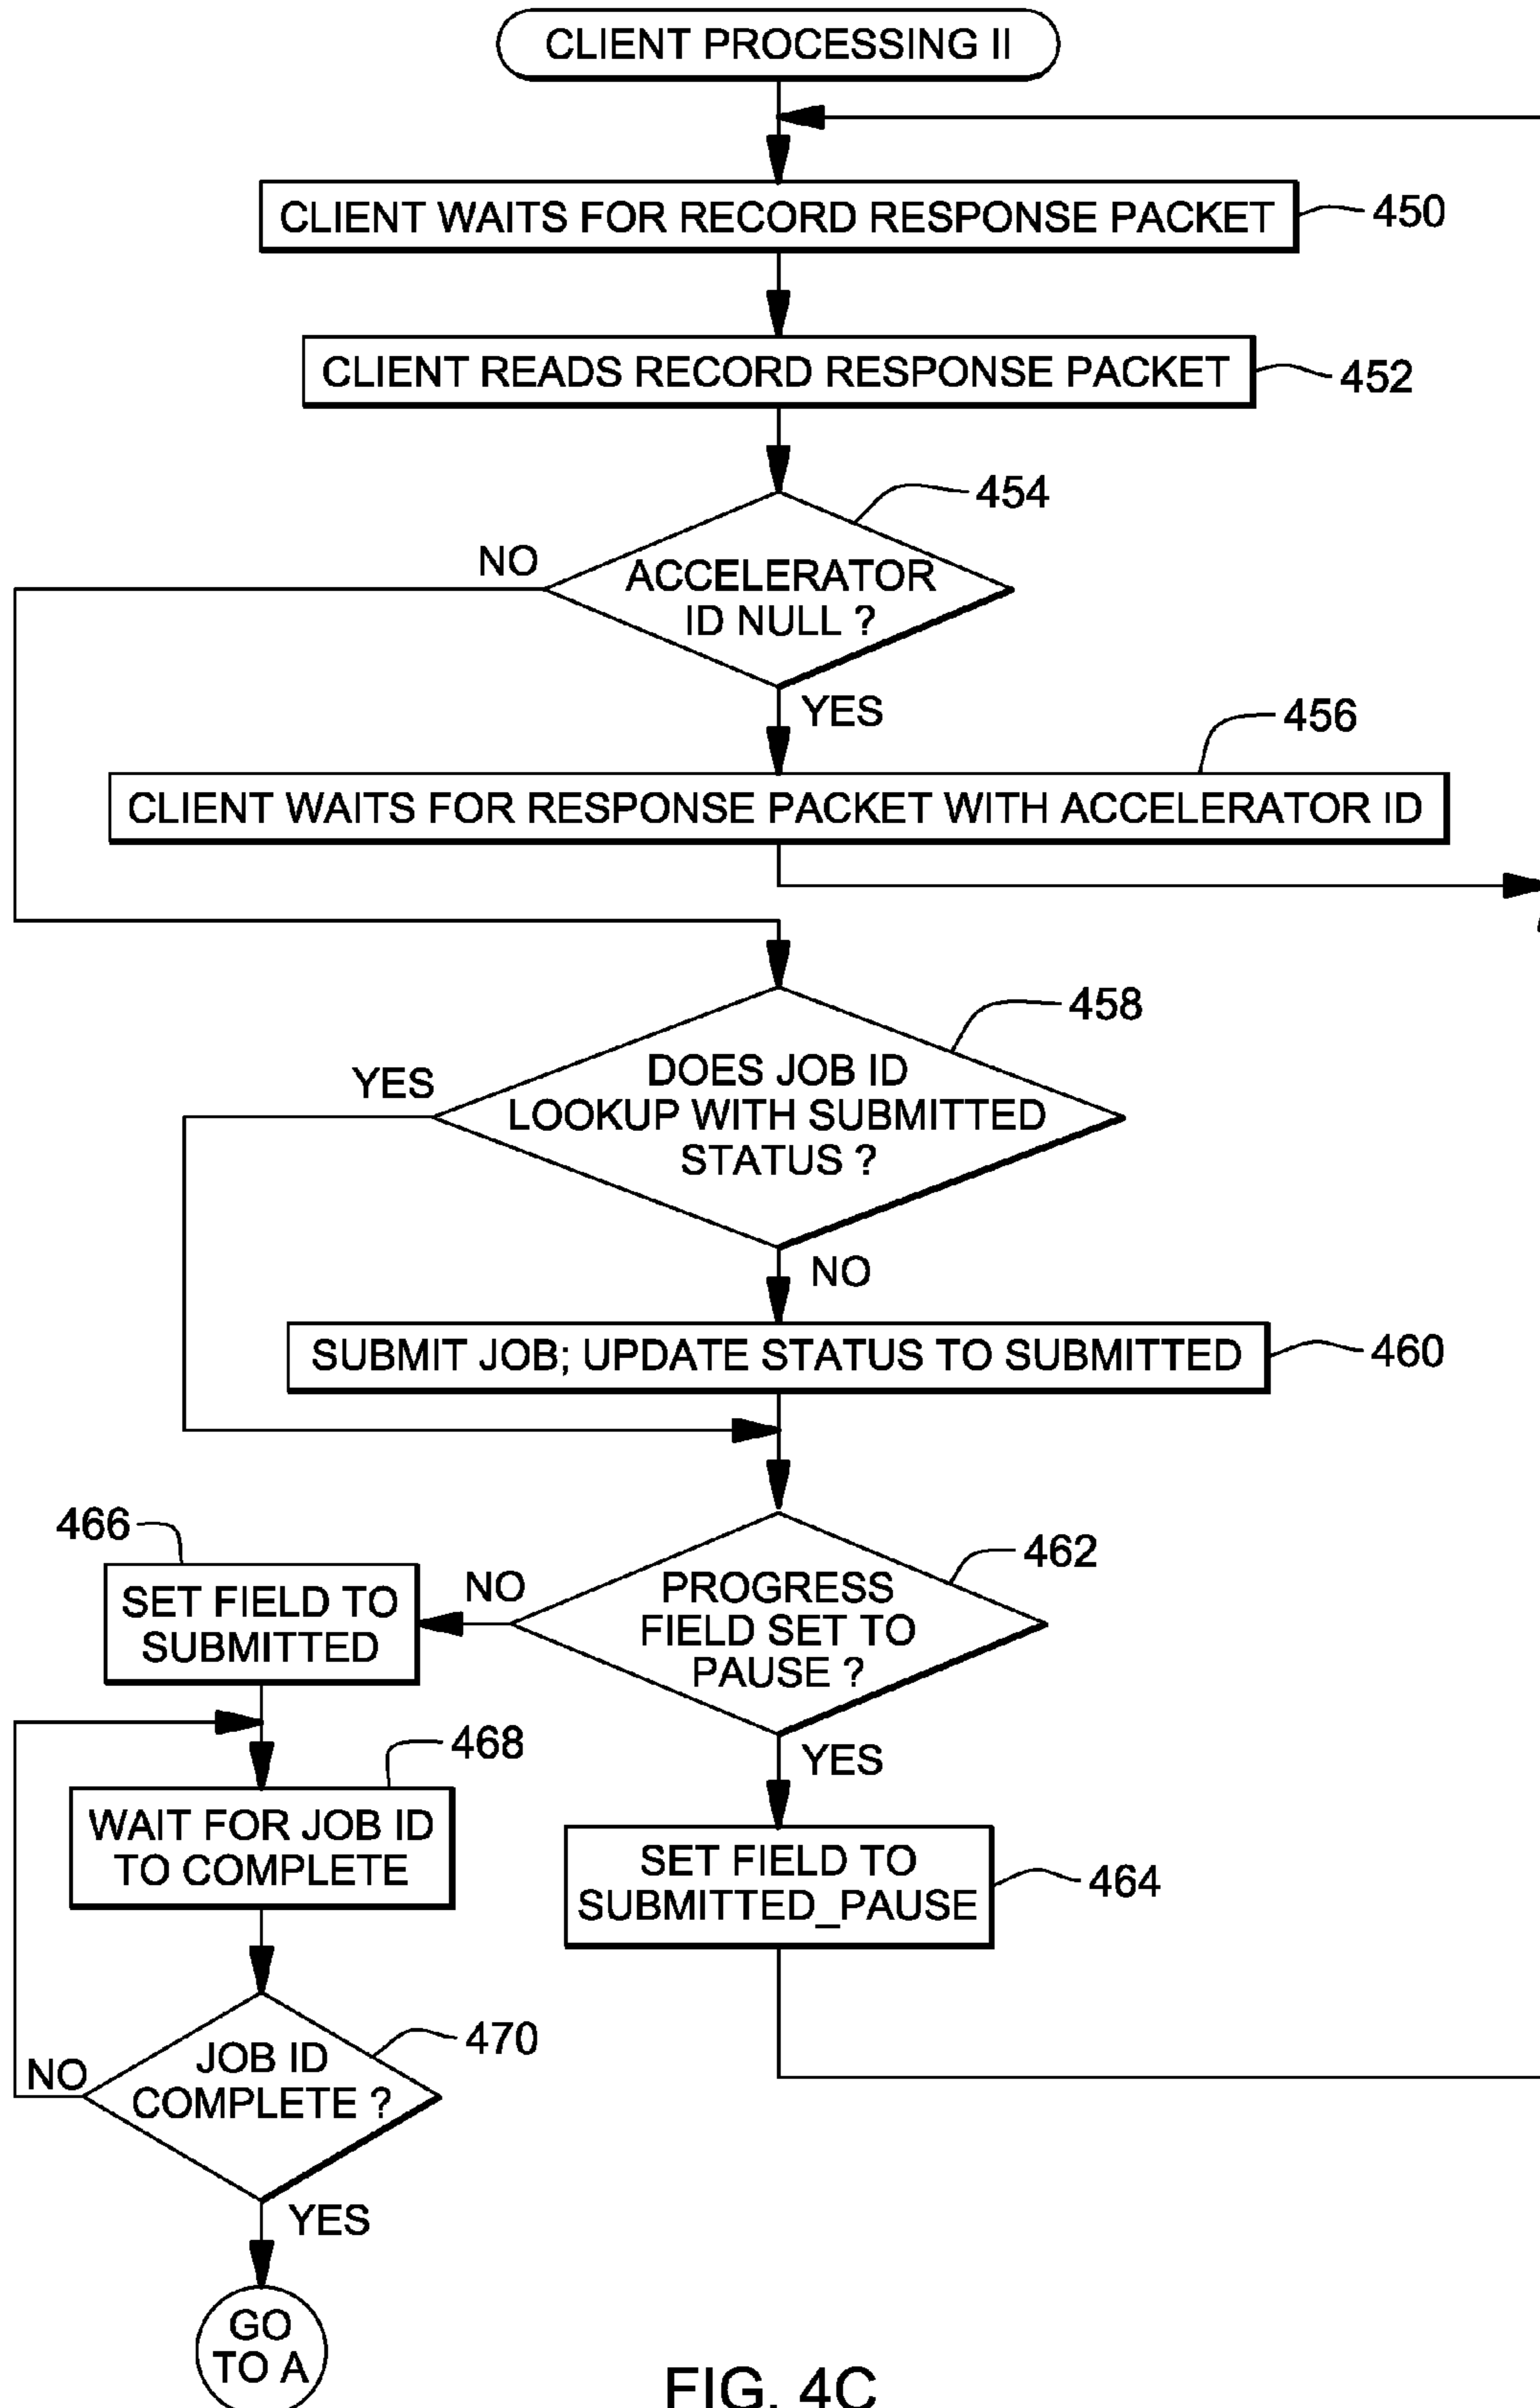 CLIENT PROCESSING II
CLIENT WAITS FOR RECORD RESPONSE PACKET
450
CLIENT READS RECORD RESPONSE PACKET
452
454
NO
ACCELERATOR
ID NULL ?
YES
456
CLIENT WAITS FOR RESPONSE PACKET WITH ACCELERATOR ID
458
YES
DOES JOB ID
LOOKUP WITH SUBMITTED
STATUS ?
NO
SUBMIT JOB; UPDATE STATUS TO SUBMITTED
460
466
462
NO
SET FIELD TO
SUBMITTED
PROGRESS
FIELD SET TO
PAUSE ?
468
YES
WAIT FOR JOB ID
TO COMPLETE
SET FIELD TO
SUBMITTED_PAUSE
464
470
NO
JOB ID
COMPLETE ?
YES
GO
TO A
FIG. 4C